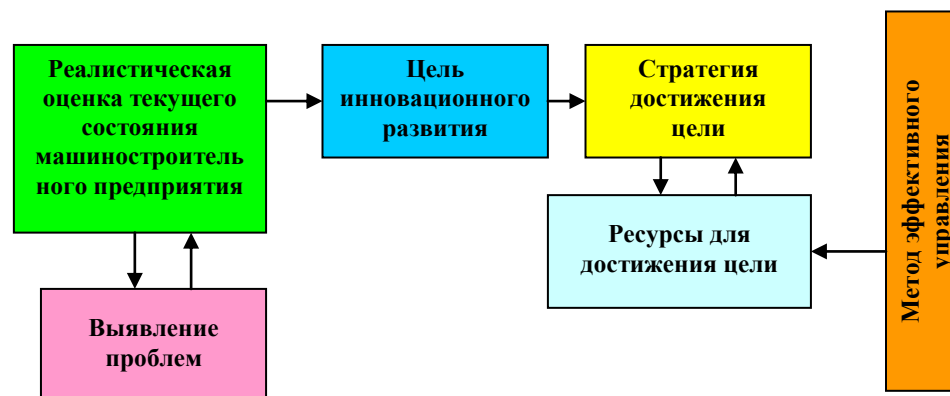 Реалистическая
оценка текущего
состояния
машиностроитель
ного предприятия
Цель
инновационного
развития
Стратегия
достижения
цели
Ресурсы для
достижения цели
Выявление
проблем
Метод эффективного
управления